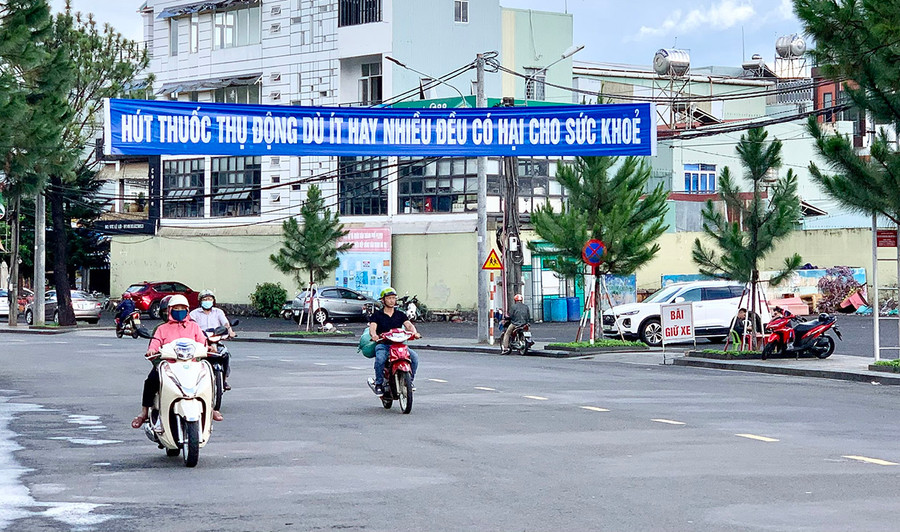 HÚT THUỐC THỤ ĐỘNG DÙ ÍT HAY NHIỀU ĐỀU CÓ HẠI CHO SỨC KHOẺ
BÃI
GIỮ XE